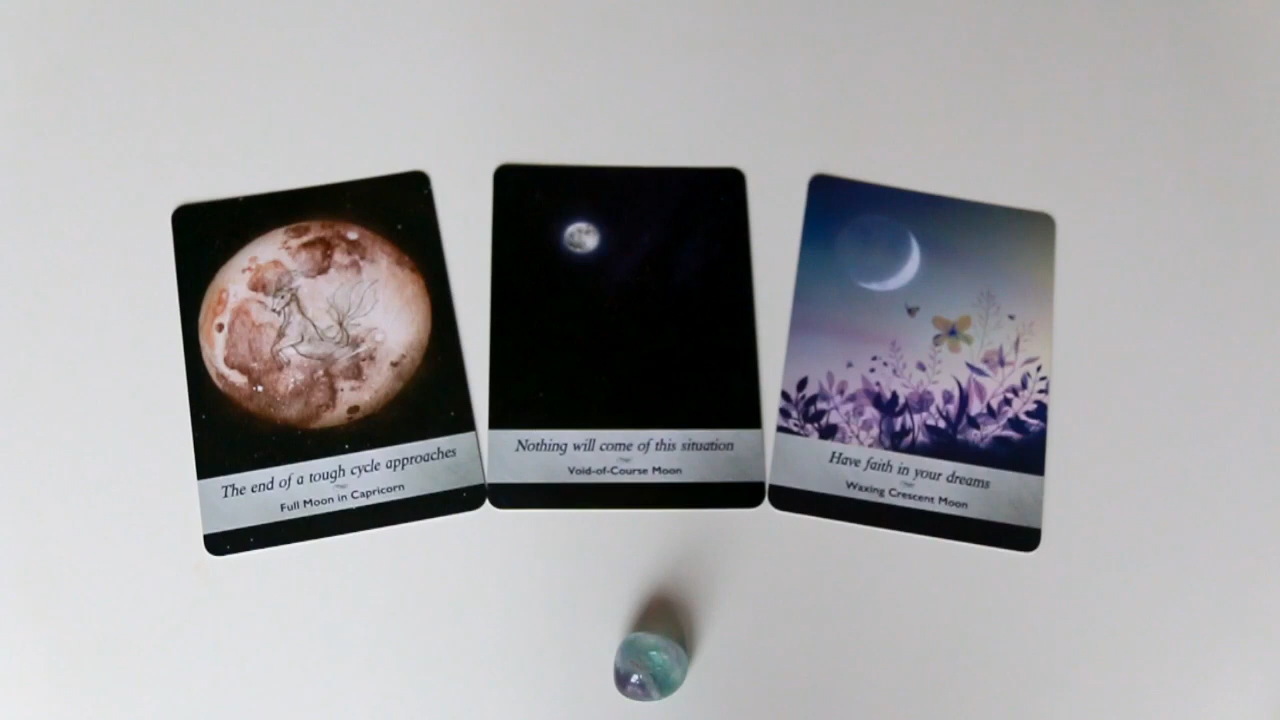 The end of a tough cycle approaches
Full Moon in Capricorn
Nothing will come of this situation
Void-of-Course Moon
Have faith in your dreams
Waxing Crescent Moon